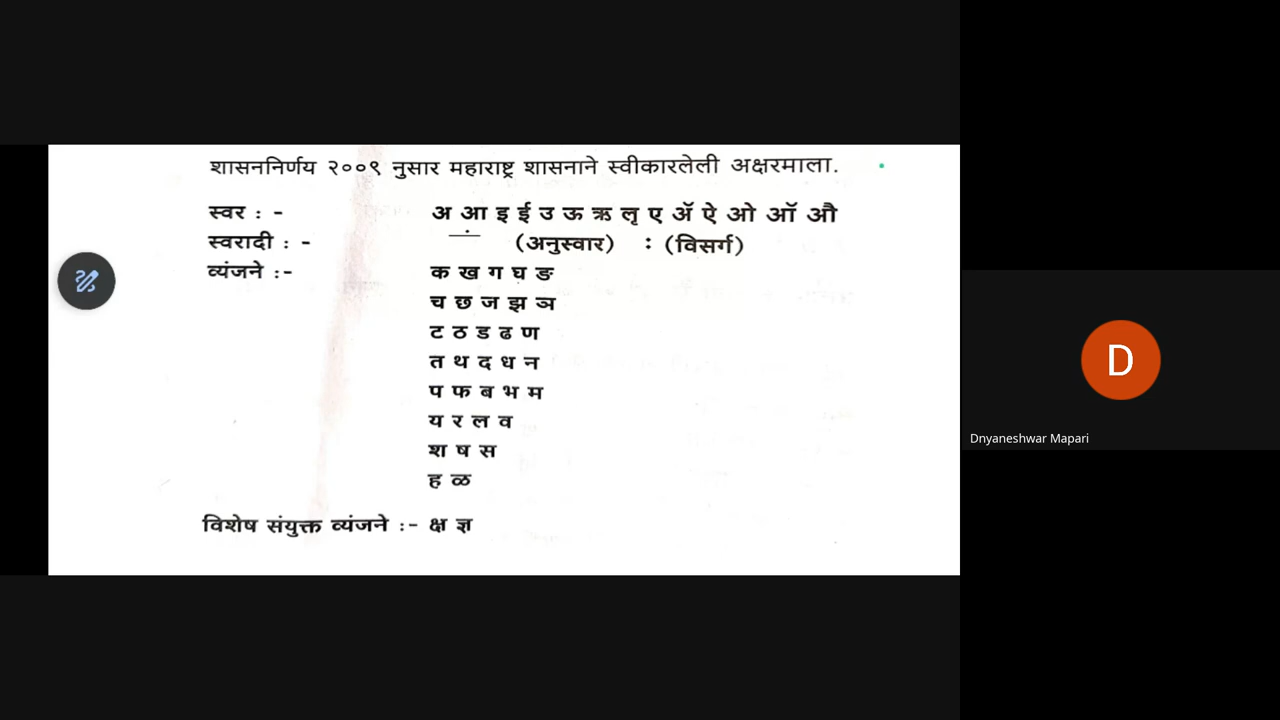 शासननिर्णय २००९ नुसार महाराष्ट्र शासनाने स्वीकारलेली अक्षरमाला.
स्वर : - अ आ इ ई उ ऊ ऋ लृ ए ॲ ऐ ओ ऑ औ
स्वरादी : - ं (अनुस्वार) : (विसर्ग)
व्यंजने :- क ख ग घ ङ
च छ ज झ ञ
ट ठ ड ढ ण
त थ द ध न
प फ ब भ म
य र ल व
श ष स
ह ळ
विशेष संयुक्त व्यंजने :- क्ष ज्ञ
D
Dnyaneshwar Mapari